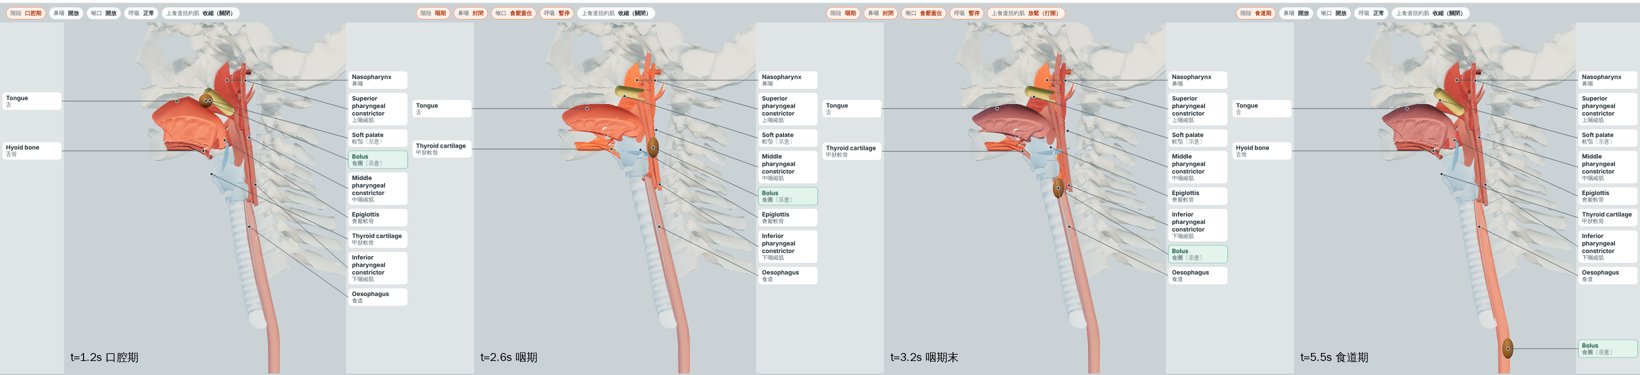 階段 口腔期 鼻咽 開放 喉口 開放 呼吸 正常 上食道括約肌 收縮（關閉）
Tongue
舌
Hyoid bone
舌骨
Nasopharynx
鼻咽
Superior
pharyngeal
constrictor
上咽縮肌
Soft palate
軟顎〔示意〕
Bolus
食團〔示意〕
Middle
pharyngeal
constrictor
中咽縮肌
Epiglottis
會厭軟骨
Thyroid cartilage
甲狀軟骨
Inferior
pharyngeal
constrictor
下咽縮肌
Oesophagus
食道
t=1.2s 口腔期
階段 咽期 鼻咽 封閉 喉口 會厭蓋住 呼吸 暫停 上食道括約肌 收縮（關閉）
Tongue
舌
Thyroid cartilage
甲狀軟骨
Nasopharynx
鼻咽
Superior
pharyngeal
constrictor
上咽縮肌
Soft palate
軟顎〔示意〕
Middle
pharyngeal
constrictor
中咽縮肌
Bolus
食團〔示意〕
Epiglottis
會厭軟骨
Inferior
pharyngeal
constrictor
下咽縮肌
Oesophagus
食道
t=2.6s 咽期
階段 咽期 鼻咽 封閉 喉口 會厭蓋住 呼吸 暫停 上食道括約肌 放鬆（打開）
Tongue
舌
Thyroid cartilage
甲狀軟骨
Nasopharynx
鼻咽
Superior
pharyngeal
constrictor
上咽縮肌
Soft palate
軟顎〔示意〕
Middle
pharyngeal
constrictor
中咽縮肌
Epiglottis
會厭軟骨
Inferior
pharyngeal
constrictor
下咽縮肌
Bolus
食團〔示意〕
Oesophagus
食道
t=3.2s 咽期末
階段 食道期 鼻咽 開放 喉口 開放 呼吸 正常 上食道括約肌 收縮（關閉）
Tongue
舌
Hyoid bone
舌骨
Nasopharynx
鼻咽
Superior
pharyngeal
constrictor
上咽縮肌
Soft palate
軟顎〔示意〕
Middle
pharyngeal
constrictor
中咽縮肌
Epiglottis
會厭軟骨
Thyroid cartilage
甲狀軟骨
Inferior
pharyngeal
constrictor
下咽縮肌
Oesophagus
食道
Bolus
食團〔示意〕
t=5.5s 食道期